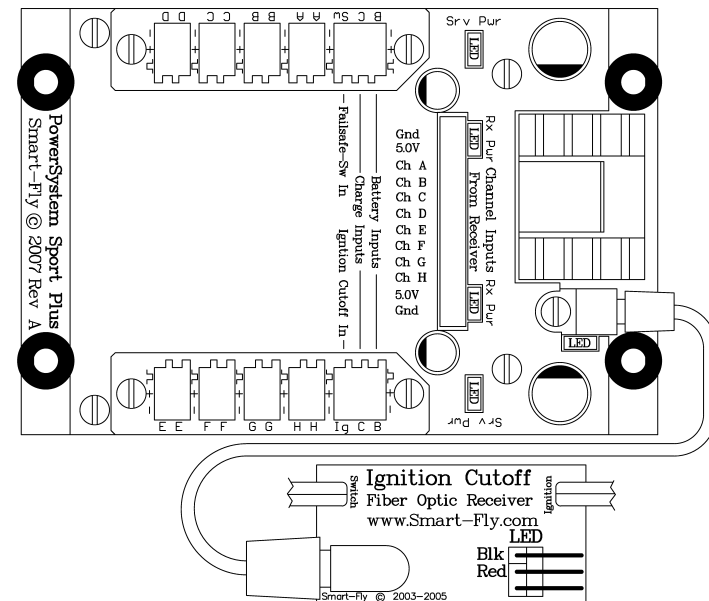 D D C C B B A A Sw C B
Srv Pwr
LED
PowerSystem Sport Plus
Smart-Fly © 2007 Rev A
Failsafe-Sw In
Charge Inputs
Battery Inputs
Igntion Cutoff In
Gnd
5.0V
Ch A
Ch B
Ch C
Ch D
Ch E
Ch F
Ch G
Ch H
5.0V
Gnd
LED
LED
Rx Pwr Channel Inputs Rx Pwr
From Receiver
LED
LED
Srv Pwr
E E F F G G H H Ig C B
Switch
Ignition Cutoff
Fiber Optic Receiver
www.Smart-Fly.com
Ignition
LED
Blk
Red
Smart-Fly © 2003-2005